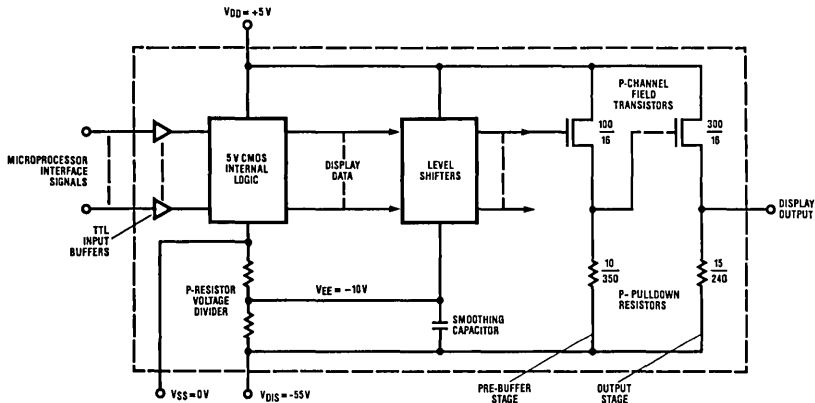 VDD = +5V
P-CHANNEL
FIELD
TRANSISTORS
100
16
300
16
MICROPROCESSOR
INTERFACE
SIGNALS
5V CMOS
INTERNAL
LOGIC
DISPLAY
DATA
LEVEL
SHIFTERS
DISPLAY
OUTPUT
TTL
INPUT
BUFFERS
P-RESISTOR
VOLTAGE
DIVIDER
VEE = -10V
SMOOTHING
CAPACITOR
10
350
15
240
P- PULLDOWN
RESISTORS
VSS = 0V
VDIS = -55V
PRE-BUFFER
STAGE
OUTPUT
STAGE